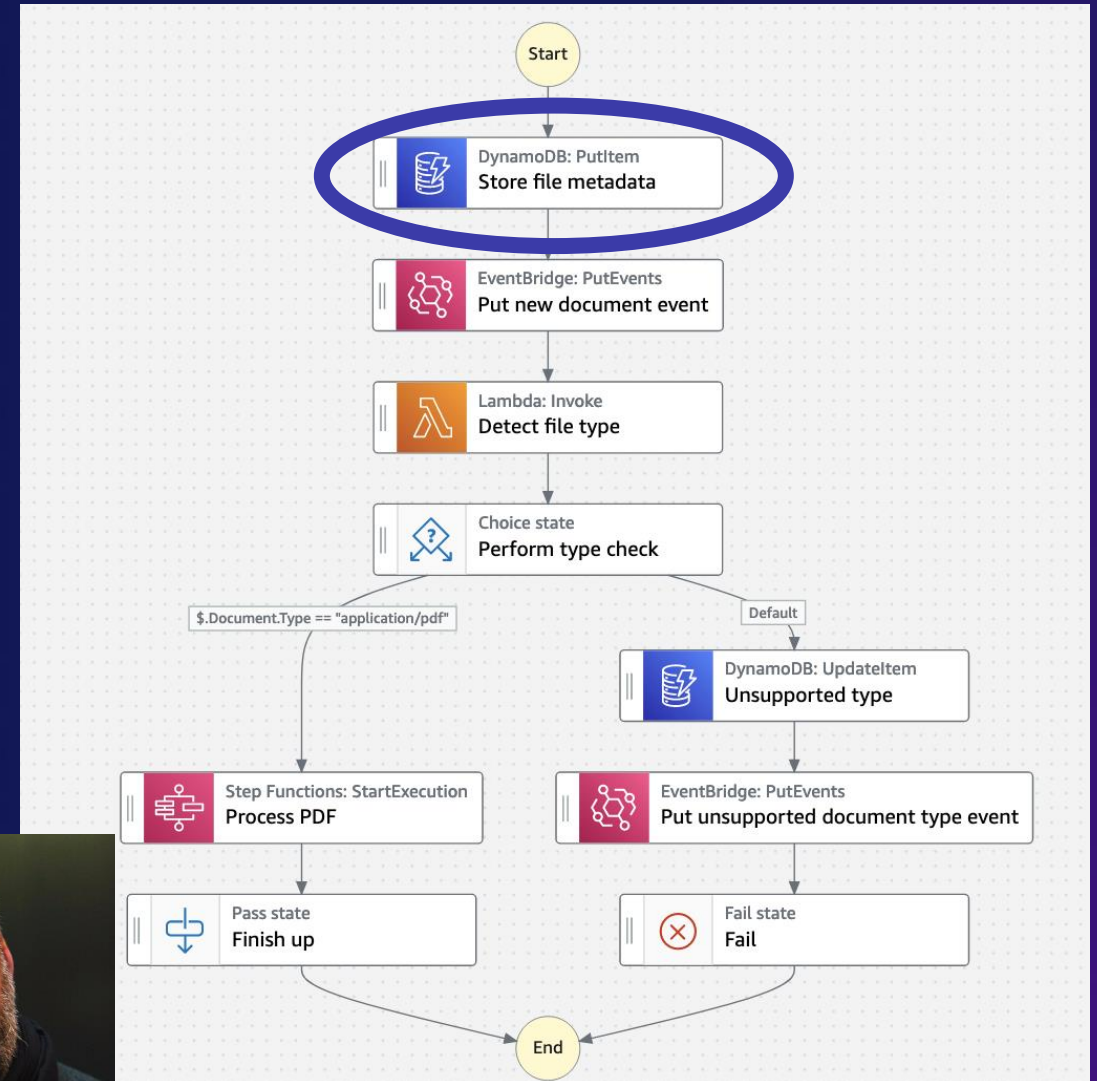 Start
DynamoDB: PutItem
Store file metadata
EventBridge: PutEvents
Put new document event
Lambda: Invoke
Detect file type
Choice state
Perform type check
$.Document.Type == "application/pdf"
Default
DynamoDB: UpdateItem
Unsupported type
Step Functions: StartExecution
Process PDF
EventBridge: PutEvents
Put unsupported document type event
Pass state
Finish up
Fail state
Fail
End